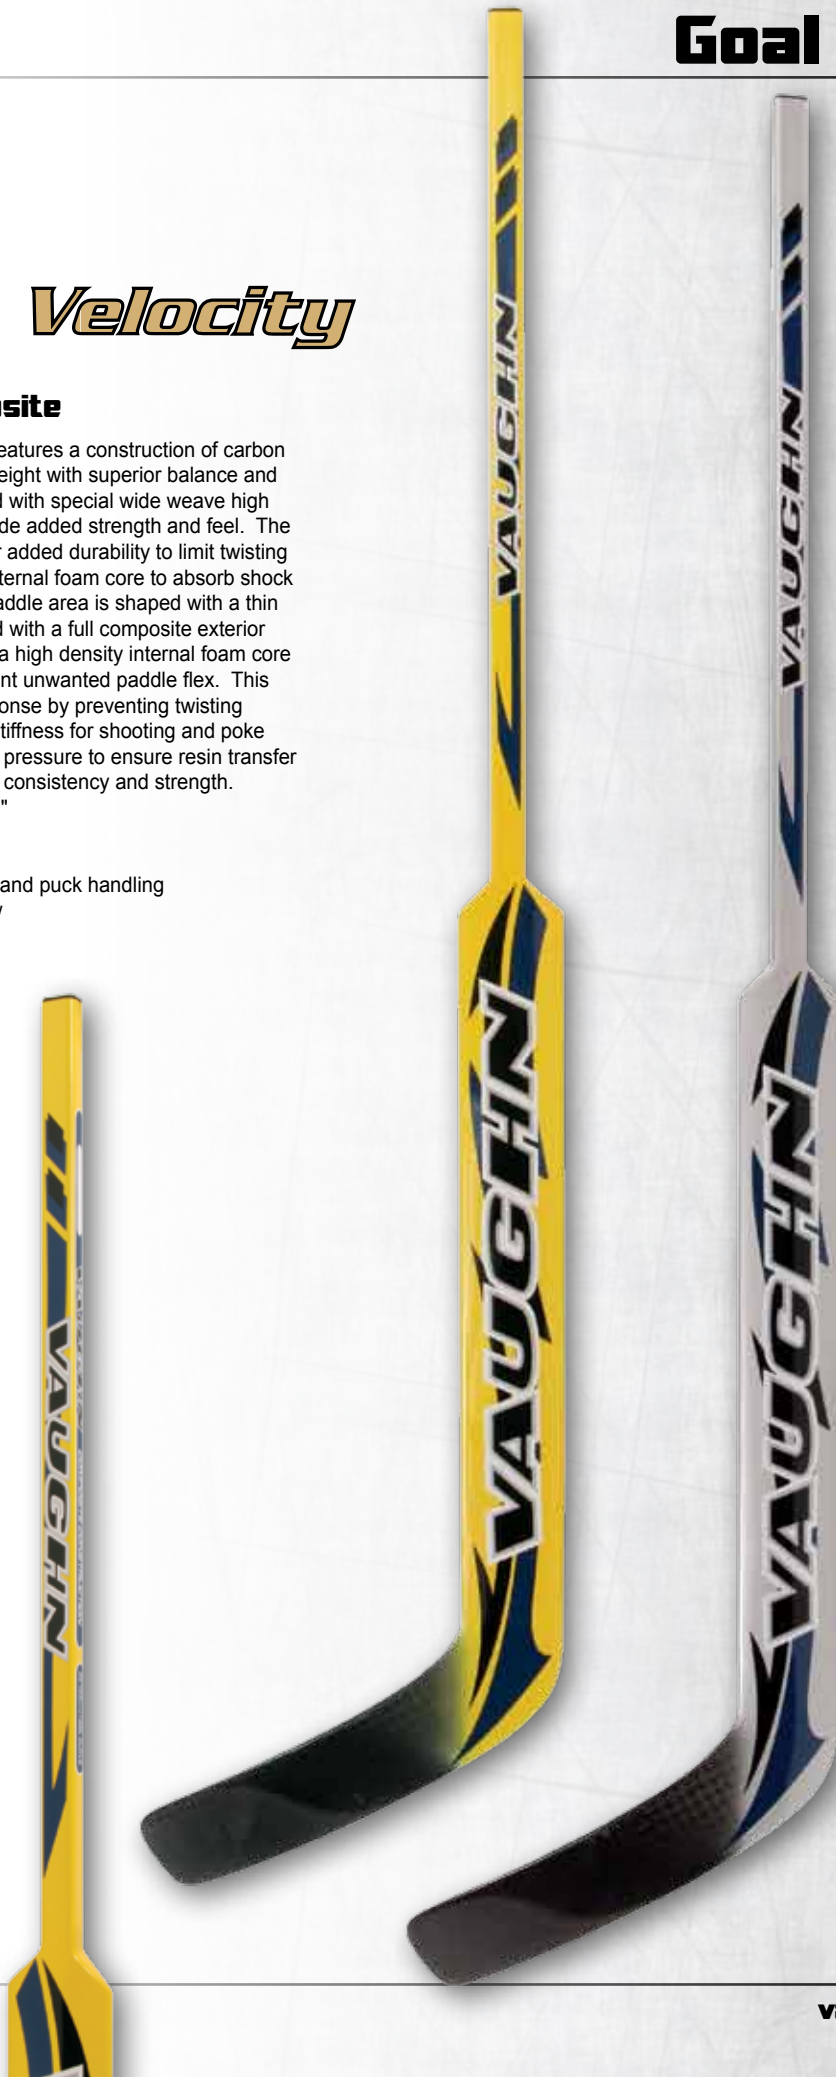 Goal
Velocity
site
eatures a construction of carbon
eight with superior balance and
d with special wide weave high
de added strength and feel. The
r added durability to limit twisting
ternal foam core to absorb shock
addle area is shaped with a thin
d with a full composite exterior
a high density internal foam core
nt unwanted paddle flex. This
onse by preventing twisting
tiffness for shooting and poke
pressure to ensure resin transfer
consistency and strength.
"
and puck handling
VAUGHN
VAUGHN
VAUGHN
VAUGHN
VAUGHN